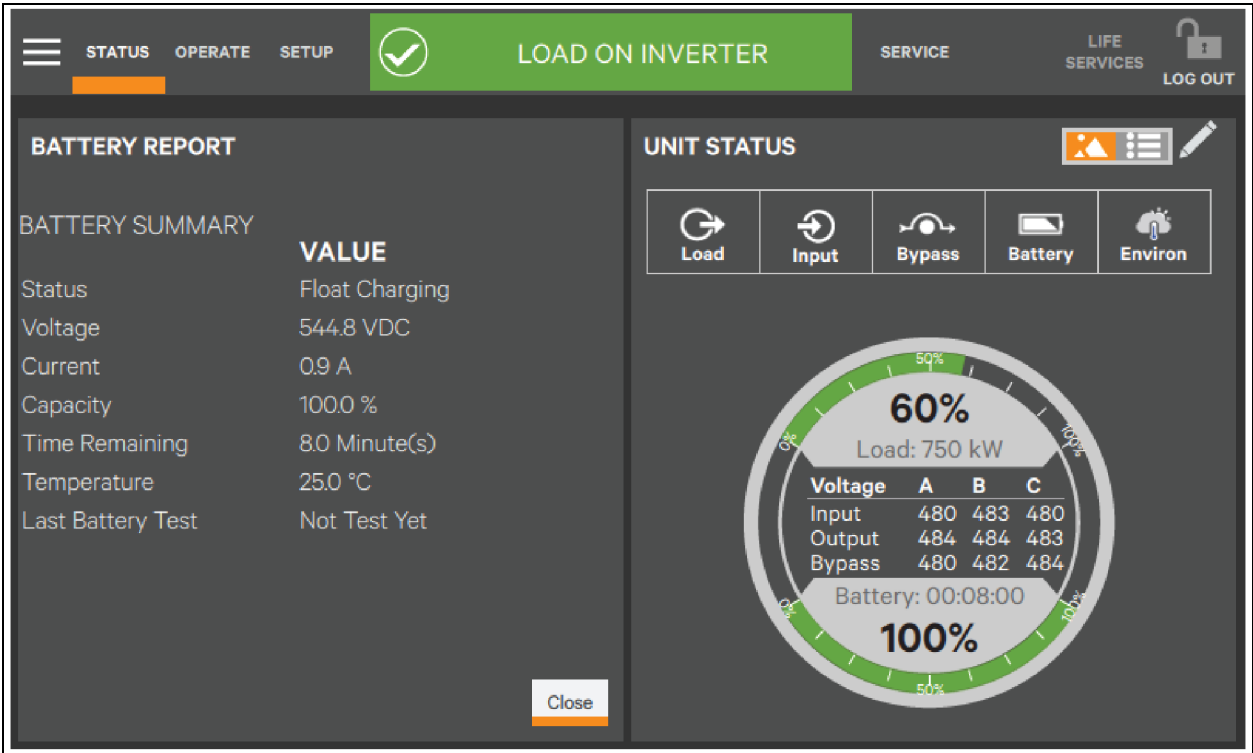 STATUS OPERATE SETUP LOAD ON INVERTER SERVICE LIFE SERVICES LOG OUT
BATTERY REPORT
BATTERY SUMMARY
VALUE
Status Float Charging
Voltage 544.8 VDC
Current 0.9 A
Capacity 100.0 %
Time Remaining 8.0 Minute(s)
Temperature 25.0 °C
Last Battery Test Not Test Yet
Close
UNIT STATUS
Load Input Bypass Battery Environ
50%
0% 100%
60%
Load: 750 kW
Voltage A B C
Input 480 483 480
Output 484 484 483
Bypass 480 482 484
Battery: 00:08:00
0% 100%
100%
50%